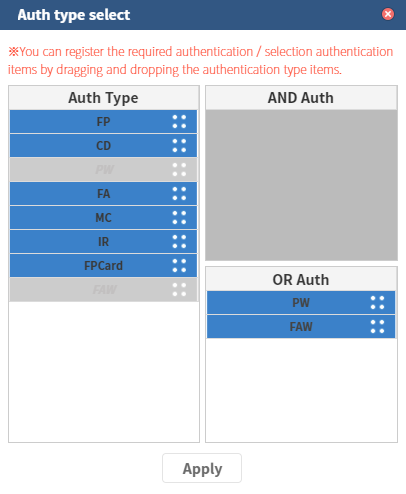 Auth type select
※You can register the required authentication / selection authentication
items by dragging and dropping the authentication type items.
Auth Type
FP
CD
PW
FA
MC
IR
FPCard
FAW
AND Auth
OR Auth
PW
FAW
Apply